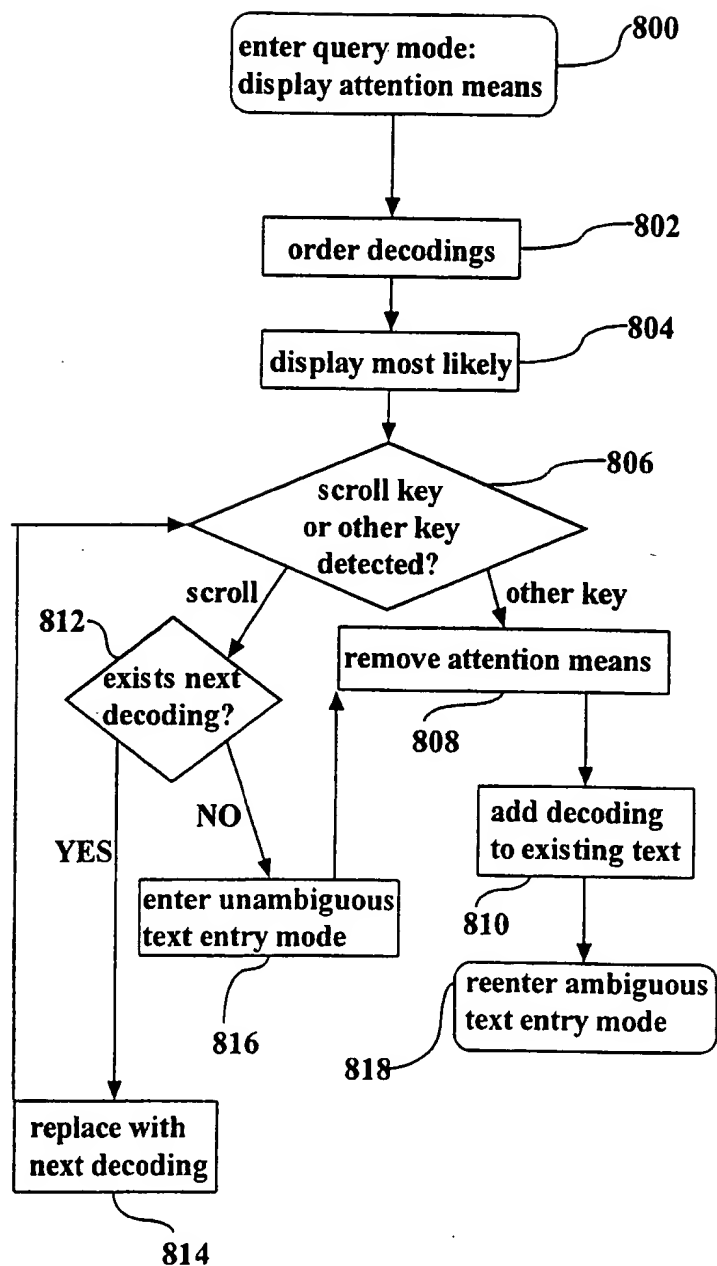 800
enter query mode:
display attention means
802
order decodings
804
display most likely
806
scroll key
or other key
detected?
scroll
other key
812
exists next
decoding?
remove attention means
808
NO
YES
add decoding
to existing text
810
enter unambiguous
text entry mode
816
reenter ambiguous
text entry mode
818
replace with
next decoding
814